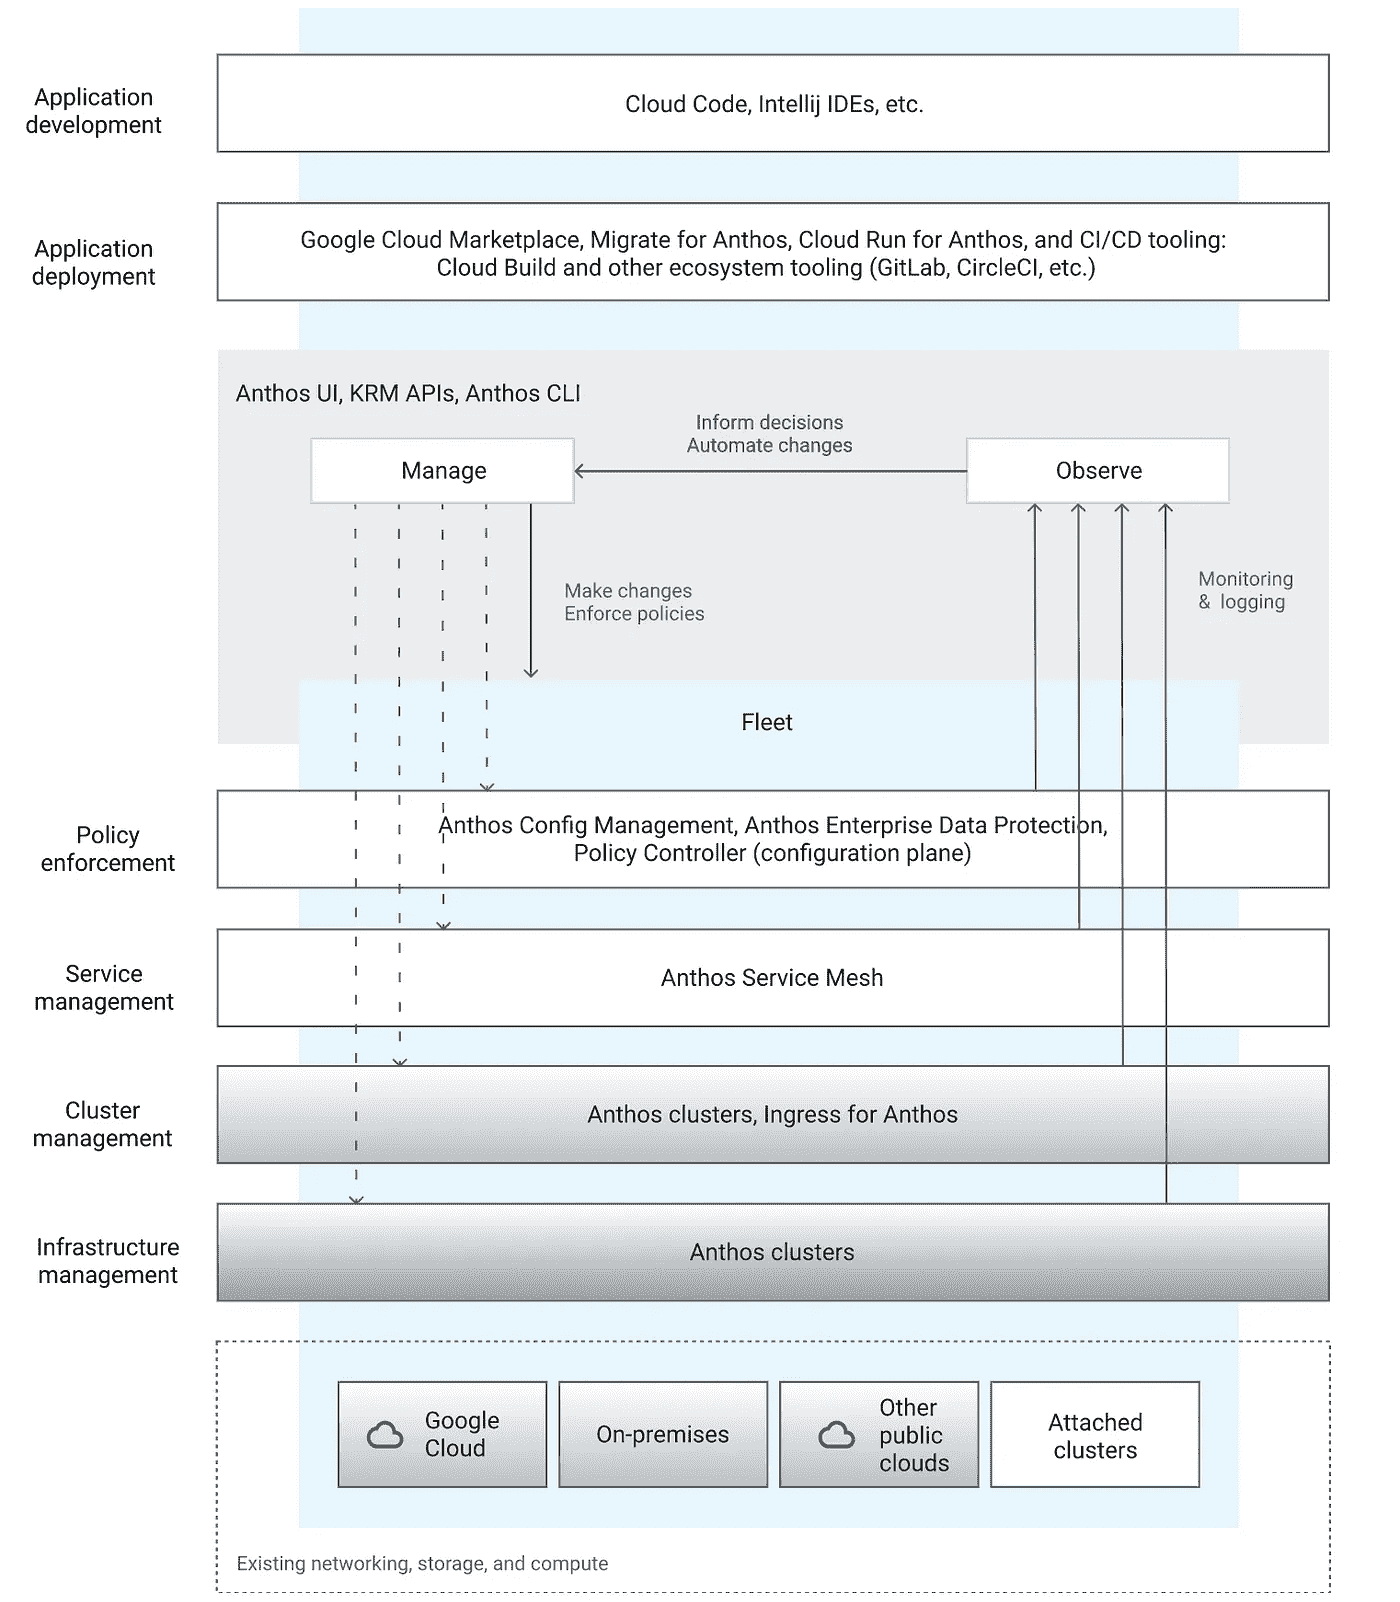 Application
development
Cloud Code, Intellij IDEs, etc.
Application
deployment
Google Cloud Marketplace, Migrate for Anthos, Cloud Run for Anthos, and CI/CD tooling:
Cloud Build and other ecosystem tooling (GitLab, CircleCI, etc.)
Anthos UI, KRM APIs, Anthos CLI
Inform decisions
Automate changes
Manage
Observe
Make changes
Enforce policies
Monitoring
& logging
Fleet
Policy
enforcement
Anthos Config Management, Anthos Enterprise Data Protection,
Policy Controller (configuration plane)
Service
management
Anthos Service Mesh
Cluster
management
Anthos clusters, Ingress for Anthos
Infrastructure
management
Anthos clusters
Google
Cloud
On-premises
Other
public
clouds
Attached
clusters
Existing networking, storage, and compute